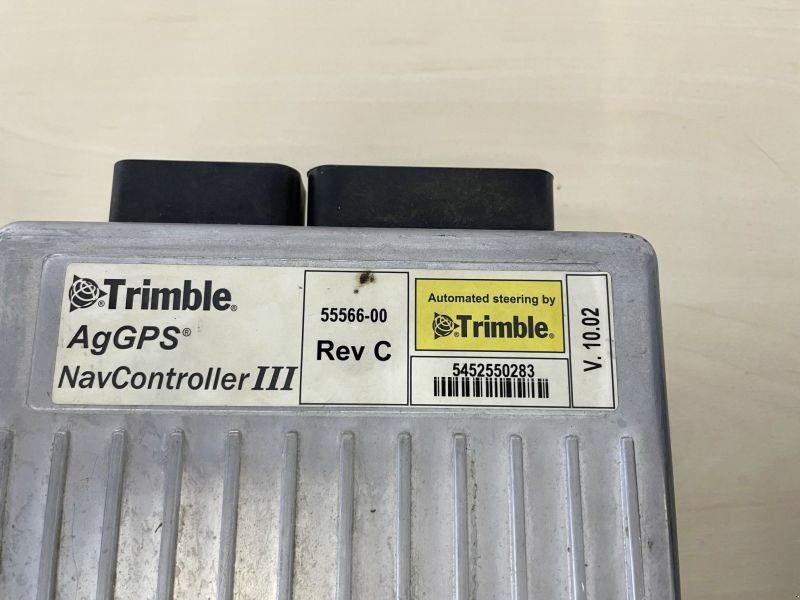 Trimble®
AgGPS®
NavController III
55566-00
Rev C
Automated steering by
Trimble®
5452550283
V. 10.02